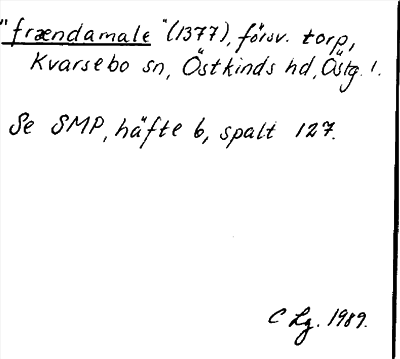 "frændamale" (1377), försv. torp,
Kvarsebo sn, Östkinds hd, Östg. l.
Se SMP, häfte 6, spalt 127.
C Lg. 1989.